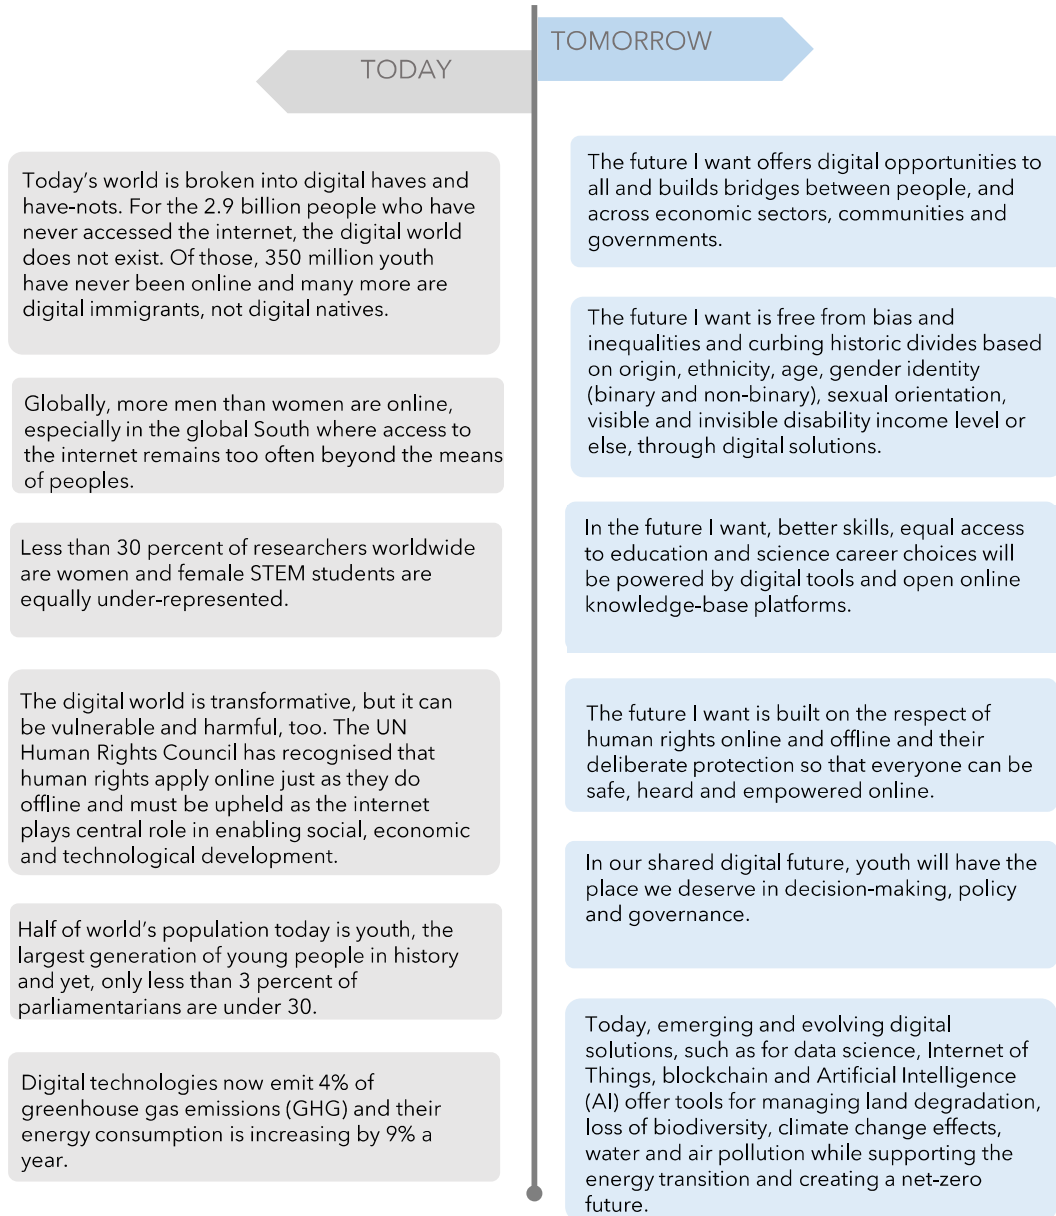 TODAY
TOMORROW
Today's world is broken into digital haves and
have-nots. For the 2.9 billion people who have
never accessed the internet, the digital world
does not exist. Of those, 350 million youth
have never been online and many more are
digital immigrants, not digital natives.
Globally, more men than women are online,
especially in the global South where access to
the internet remains too often beyond the means
of peoples.
Less than 30 percent of researchers worldwide
are women and female STEM students are
equally under-represented.
The digital world is transformative, but it can
be vulnerable and harmful, too. The UN
Human Rights Council has recognised that
human rights apply online just as they do
offline and must be upheld as the internet
plays central role in enabling social, economic
and technological development.
Half of world's population today is youth, the
largest generation of young people in history
and yet, only less than 3 percent of
parliamentarians are under 30.
Digital technologies now emit 4% of
greenhouse gas emissions (GHG) and their
energy consumption is increasing by 9% a
year.
The future I want offers digital opportunities to
all and builds bridges between people, and
across economic sectors, communities and
governments.
The future I want is free from bias and
inequalities and curbing historic divides based
on origin, ethnicity, age, gender identity
(binary and non-binary), sexual orientation,
visible and invisible disability income level or
else, through digital solutions.
In the future I want, better skills, equal access
to education and science career choices will
be powered by digital tools and open online
knowledge-base platforms.
The future I want is built on the respect of
human rights online and offline and their
deliberate protection so that everyone can be
safe, heard and empowered online.
In our shared digital future, youth will have the
place we deserve in decision-making, policy
and governance.
Today, emerging and evolving digital
solutions, such as for data science, Internet of
Things, blockchain and Artificial Intelligence
(AI) offer tools for managing land degradation,
loss of biodiversity, climate change effects,
water and air pollution while supporting the
energy transition and creating a net-zero
future.